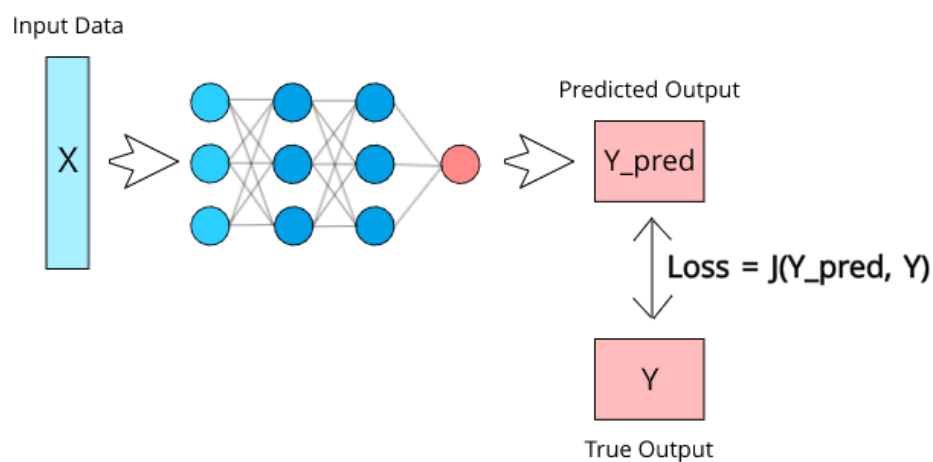 Input Data
X
Predicted Output
Y_pred
Loss = J(Y_pred, Y)
Y
True Output